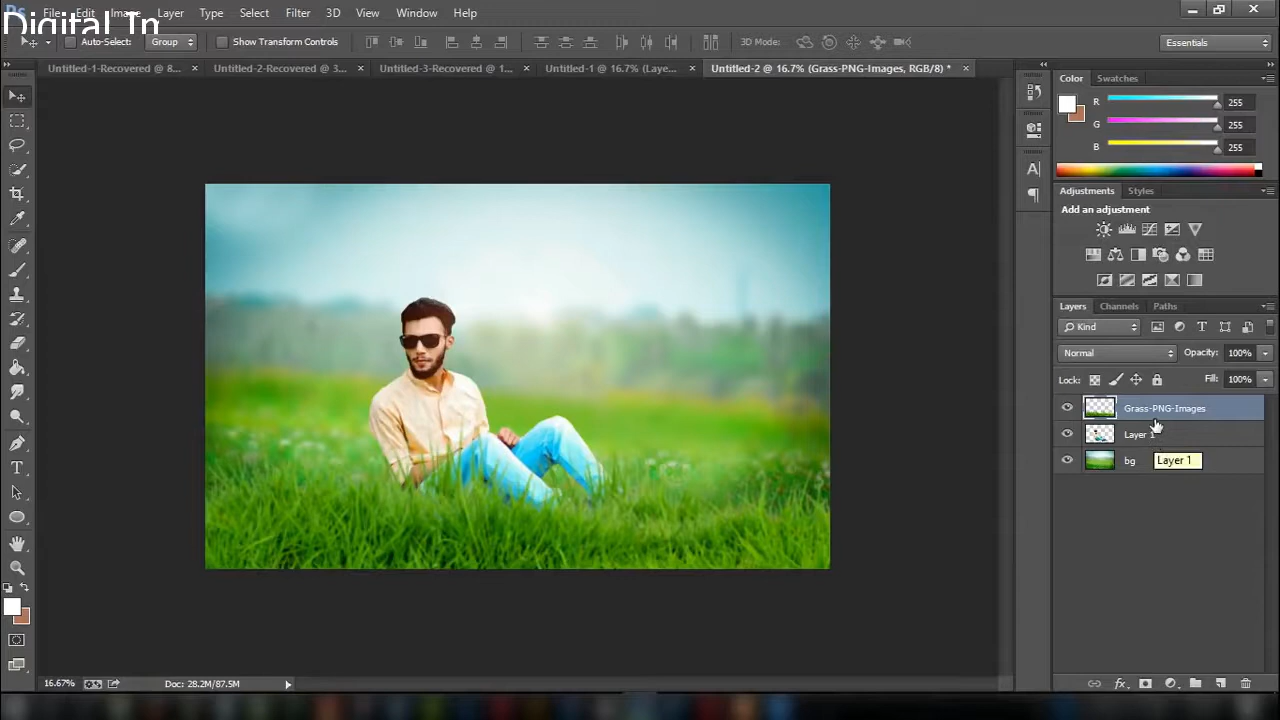 Ps File Edit Image Layer Type Select Filter 3D View Window Help
Digital Tm
Auto-Select: Group Show Transform Controls 3D Mode: Essentials
Untitled-1-Recovered @ 8... × Untitled-2-Recovered @ 3... × Untitled-3-Recovered @ 1... × Untitled-1 @ 16.7% (Laye... × Untitled-2 @ 16.7% (Grass-PNG-Images, RGB/8) * ×
Color Swatches
R 255
G 255
B 255
Adjustments Styles
Add an adjustment
Layers Channels Paths
Kind
Normal Opacity: 100%
Lock: Fill: 100%
Grass-PNG-Images
Layer 1
bg Layer 1
16.67% Doc: 28.2M/87.5M